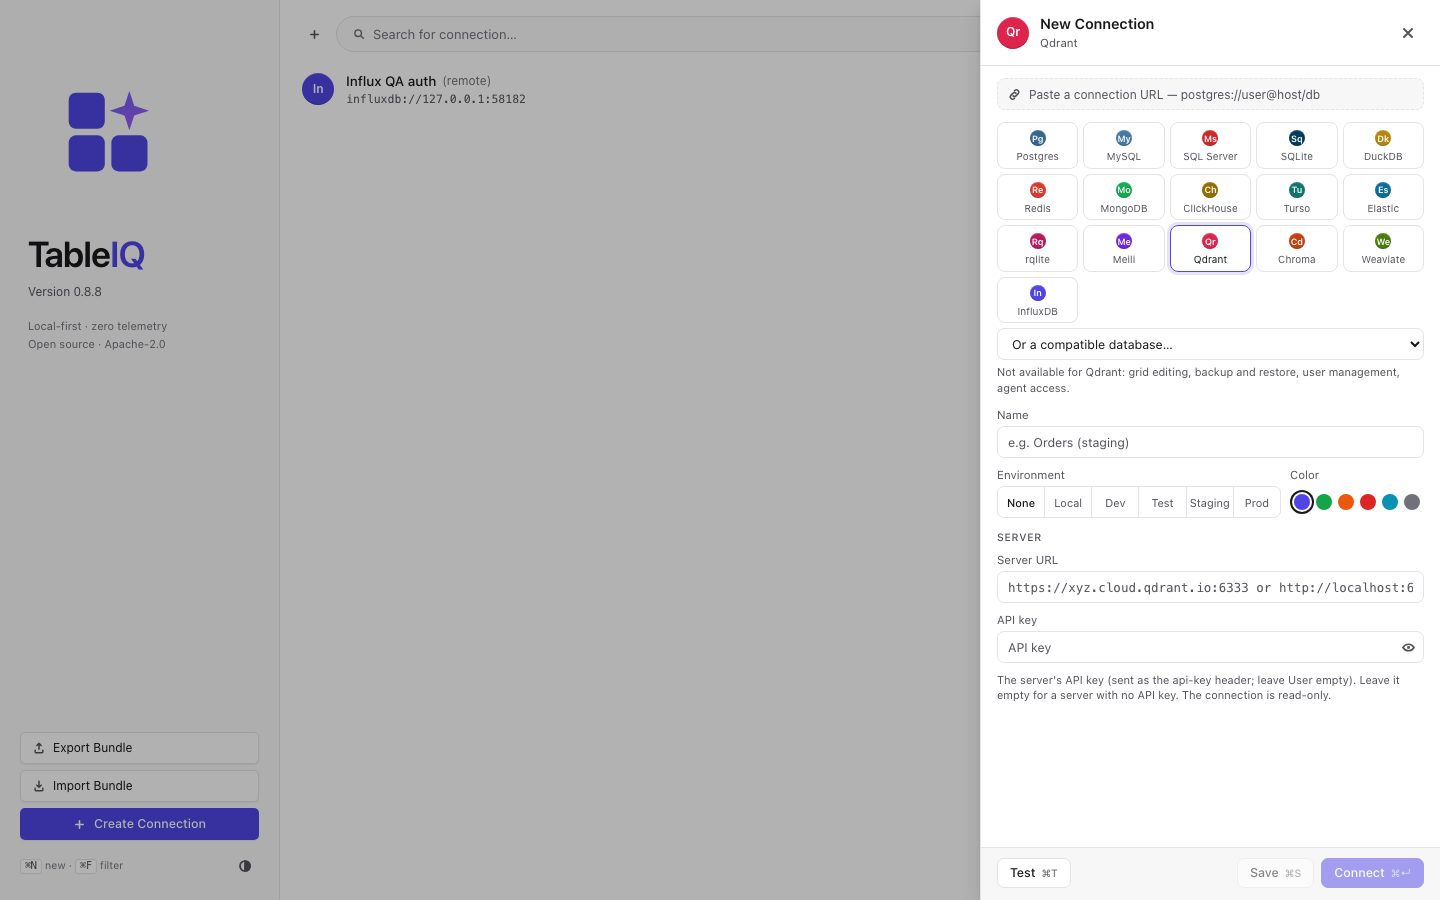 TableIQ
Version 0.8.8
Local-first · zero telemetry
Open source · Apache-2.0
Export Bundle
Import Bundle
+ Create Connection
⌘N new · ⌘F filter
+
Search for connection...
In
Influx QA auth (remote)
influxdb://127.0.0.1:58182
Qr
New Connection
Qdrant
Paste a connection URL — postgres://user@host/db
Pg My Ms Sq Dk
Postgres MySQL SQL Server SQLite DuckDB
Re Mo Ch Tu Es
Redis MongoDB ClickHouse Turso Elastic
Rq Me Qr Cd We
rqlite Meili Qdrant Chroma Weaviate
In
InfluxDB
Or a compatible database...
Not available for Qdrant: grid editing, backup and restore, user management,
agent access.
Name
e.g. Orders (staging)
Environment Color
None Local Dev Test Staging Prod
SERVER
Server URL
https://xyz.cloud.qdrant.io:6333 or http://localhost:6
API key
API key
The server's API key (sent as the api-key header; leave User empty). Leave it
empty for a server with no API key. The connection is read-only.
Test ⌘T Save ⌘S Connect ⌘↵